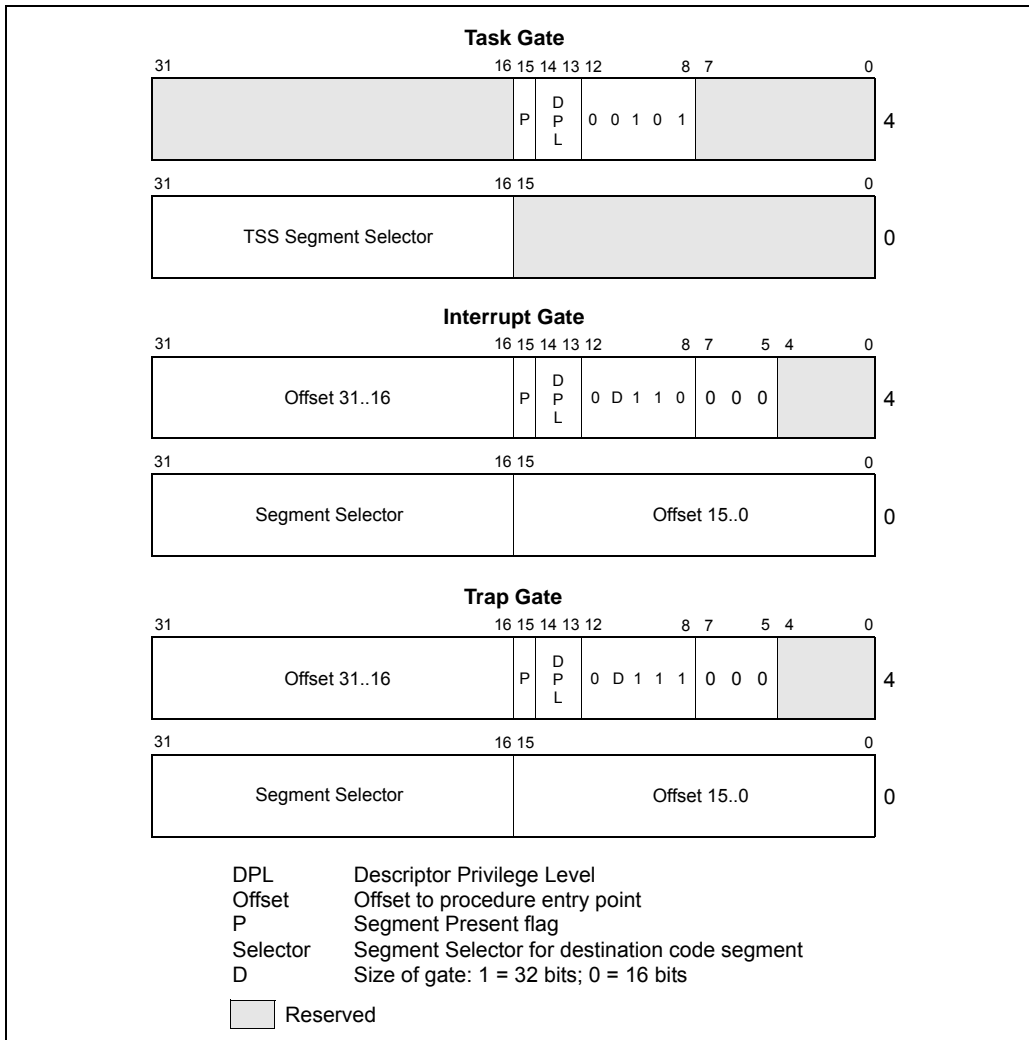 Task Gate
31 16 15 14 13 12 8 7 0
P D P L 0 0 1 0 1 4
31 16 15 0
TSS Segment Selector 0
Interrupt Gate
31 16 15 14 13 12 8 7 5 4 0
Offset 31..16 P D P L 0 D 1 1 0 0 0 0 4
31 16 15 0
Segment Selector Offset 15..0 0
Trap Gate
31 16 15 14 13 12 8 7 5 4 0
Offset 31..16 P D P L 0 D 1 1 1 0 0 0 4
31 16 15 0
Segment Selector Offset 15..0 0
DPL Descriptor Privilege Level
Offset Offset to procedure entry point
P Segment Present flag
Selector Segment Selector for destination code segment
D Size of gate: 1 = 32 bits; 0 = 16 bits
Reserved